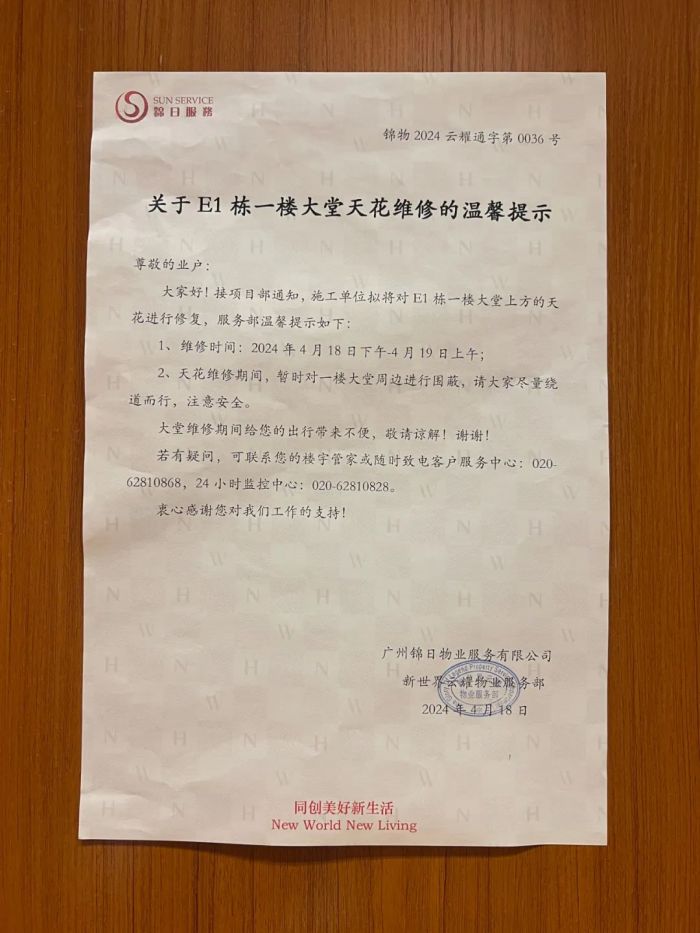 SUN SERVICE
錦日服務
锦物 2024 云耀通字第 0036 号
关于 E1 栋一楼大堂天花维修的温馨提示
尊敬的业户：
大家好！接项目部通知，施工单位拟将对 E1 栋一楼大堂上方的天
花进行修复，服务部温馨提示如下：
1、维修时间：2024 年 4 月 18 日下午-4 月 19 日上午；
2、天花维修期间，暂时对一楼大堂周边进行围蔽，请大家尽量绕
道而行，注意安全。
大堂维修期间给您的出行带来不便，敬请谅解！谢谢！
若有疑问，可联系您的楼宇管家或随时致电客户服务中心：020-
62810868，24 小时监控中心：020-62810828。
衷心感谢您对我们工作的支持！
广州锦日物业服务有限公司
新世界云耀物业服务部
物业服务部
2024 年 4 月 18 日
同创美好新生活
New World New Living